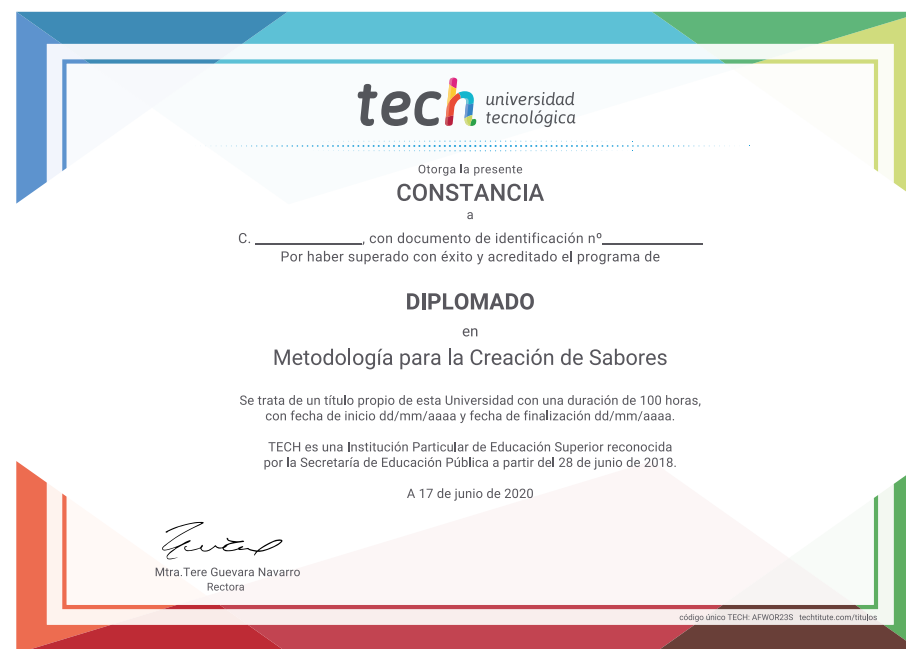 tech universidad
tecnológica
Otorga la presente
CONSTANCIA
a
C. ____________, con documento de identificación nº____________
Por haber superado con éxito y acreditado el programa de
DIPLOMADO
en
Metodología para la Creación de Sabores
Se trata de un título propio de esta Universidad con una duración de 100 horas,
con fecha de inicio dd/mm/aaaa y fecha de finalización dd/mm/aaaa.
TECH es una Institución Particular de Educación Superior reconocida
por la Secretaría de Educación Pública a partir del 28 de junio de 2018.
A 17 de junio de 2020
Mtra.Tere Guevara Navarro
Rectora
código único TECH: AFWOR23S techtitute.com/titulos